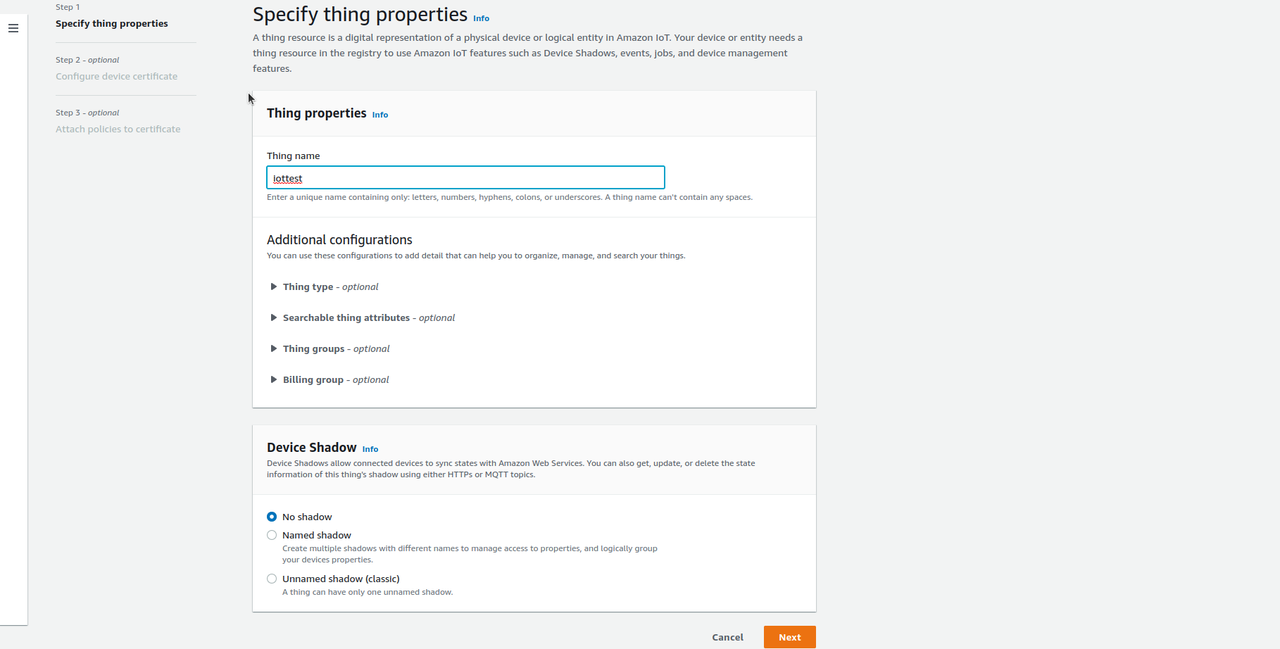 Step 1
Specify thing properties
Step 2 - optional
Configure device certificate
Step 3 - optional
Attach policies to certificate
Specify thing properties Info
A thing resource is a digital representation of a physical device or logical entity in Amazon IoT. Your device or entity needs a
thing resource in the registry to use Amazon IoT features such as Device Shadows, events, jobs, and device management
features.
Thing properties Info
Thing name
iottest
Enter a unique name containing only: letters, numbers, hyphens, colons, or underscores. A thing name can't contain any spaces.
Additional configurations
You can use these configurations to add detail that can help you to organize, manage, and search your things.
Thing type - optional
Searchable thing attributes - optional
Thing groups - optional
Billing group - optional
Device Shadow Info
Device Shadows allow connected devices to sync states with Amazon Web Services. You can also get, update, or delete the state
information of this thing's shadow using either HTTPs or MQTT topics.
No shadow
Named shadow
Create multiple shadows with different names to manage access to properties, and logically group
your devices properties.
Unnamed shadow (classic)
A thing can have only one unnamed shadow.
Cancel Next